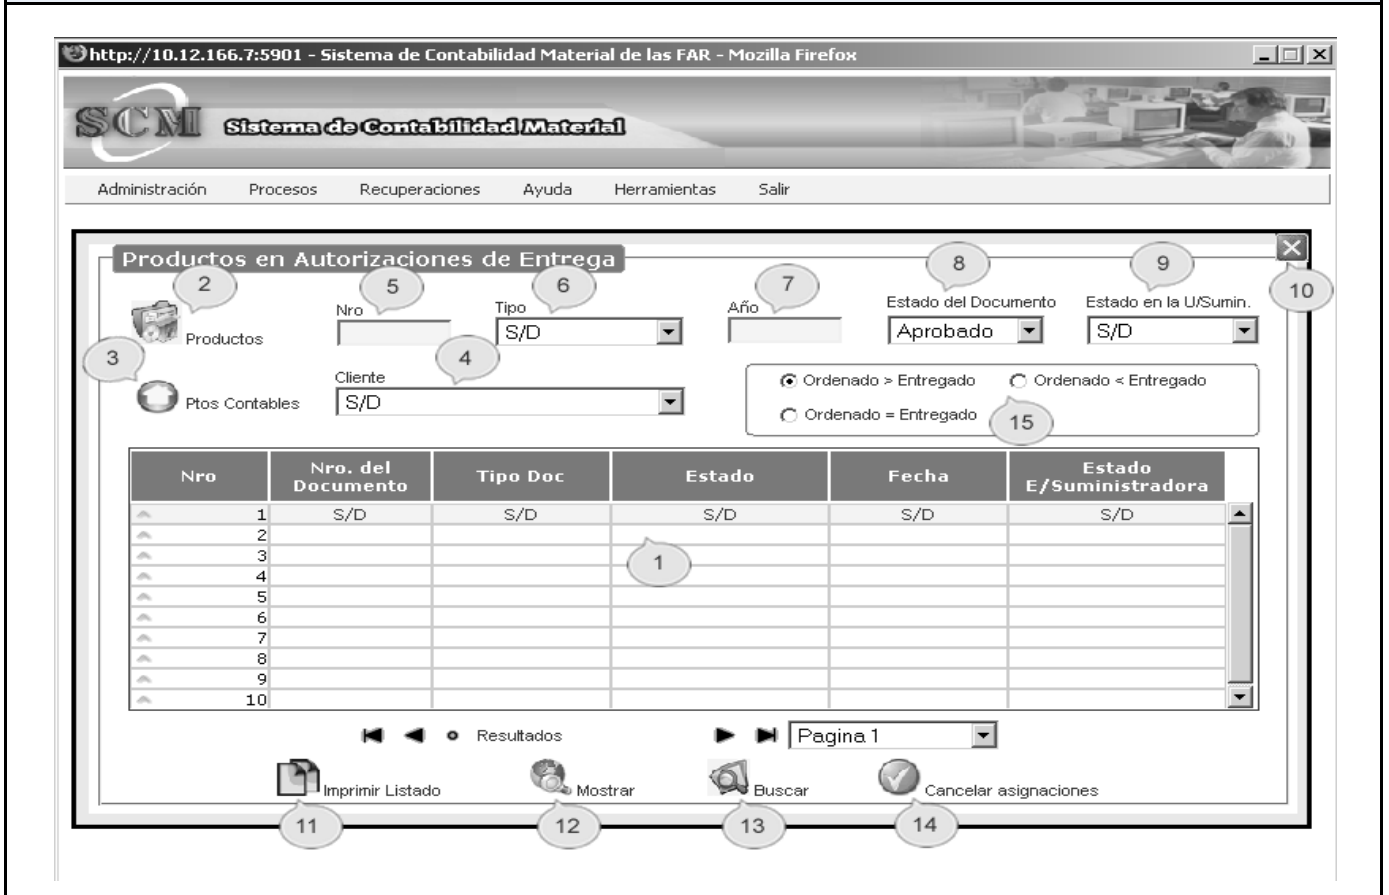 http://10.12.166.7:5901 - Sistema de Contabilidad Material de las FAR - Mozilla Firefox
SCM Sistema de Contabilidad Material
Administración Procesos Recuperaciones Ayuda Herramientas Salir
Productos en Autorizaciones de Entrega
2 5 6 7 8 9 10
Nro Tipo Año Estado del Documento Estado en la U/Sumin.
Productos S/D Aprobado S/D
3 4
Cliente
Ptos Contables S/D
Ordenado > Entregado Ordenado < Entregado
Ordenado = Entregado 15
Nro Nro. del Documento Tipo Doc Estado Fecha Estado E/Suministradora
1 S/D S/D S/D S/D S/D
2
3 1
4
5
6
7
8
9
10
Resultados Pagina 1
Imprimir Listado Mostrar Buscar Cancelar asignaciones
11 12 13 14